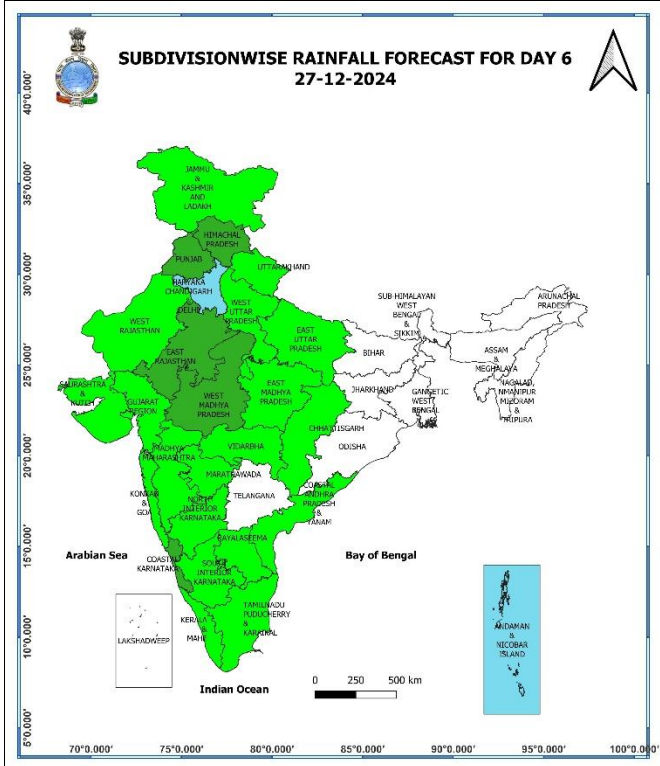 SUBDIVISIONWISE RAINFALL FORECAST FOR DAY 6
27-12-2024
40°0.000'
35°0.000'
30°0.000'
25°0.000'
20°0.000'
15°0.000'
10°0.000'
5°0.000'
JAMMU
&
KASHMIR
AND
LADAKH
HIMACHAL
PRADESH
PUNJAB
UTTARAKHAND
HARYANA
CHANDIGARH
DELHI
WEST
UTTAR
PRADESH
WEST
RAJASTHAN
EAST
UTTAR
PRADESH
EAST
RAJASTHAN
SUB HIMALAYAN
WEST
BENGAL
&
SIKKIM
ARUNACHAL
PRADESH
BIHAR
ASSAM
&
MEGHALAYA
NAGALAD,
NMANIPUR
MIZORAM
&
TRIPURA
SAURASHTRA
&
KUTCH
GUJARAT
REGION
WEST
MADHYA
PRADESH
EAST
MADHYA
PRADESH
JHARKHAND
GANGETIC
WEST
BENGAL
CHHATTISGARH
ODISHA
MADHYA
MAHARASHTRA
VIDARBHA
MARATHAWADA
TELANGANA
KONKAN
&
GOA
NORTH
INTERIOR
KARNATAKA
COASTAL
ANDHRA
PRADESH
&
YANAM
RAYALASEEMA
Arabian Sea
COASTAL
KARNATAKA
SOUTH
INTERIOR
KARNATAKA
Bay of Bengal
TAMILNADU
PUDUCHERRY
&
KARAIKAL
KERALA
&
MAHE
LAKSHADWEEP
ANDAMAN
&
NICOBAR
ISLAND
Indian Ocean
0 250 500 km
70°0.000' 75°0.000' 80°0.000' 85°0.000' 90°0.000' 95°0.000' 100°0.000'